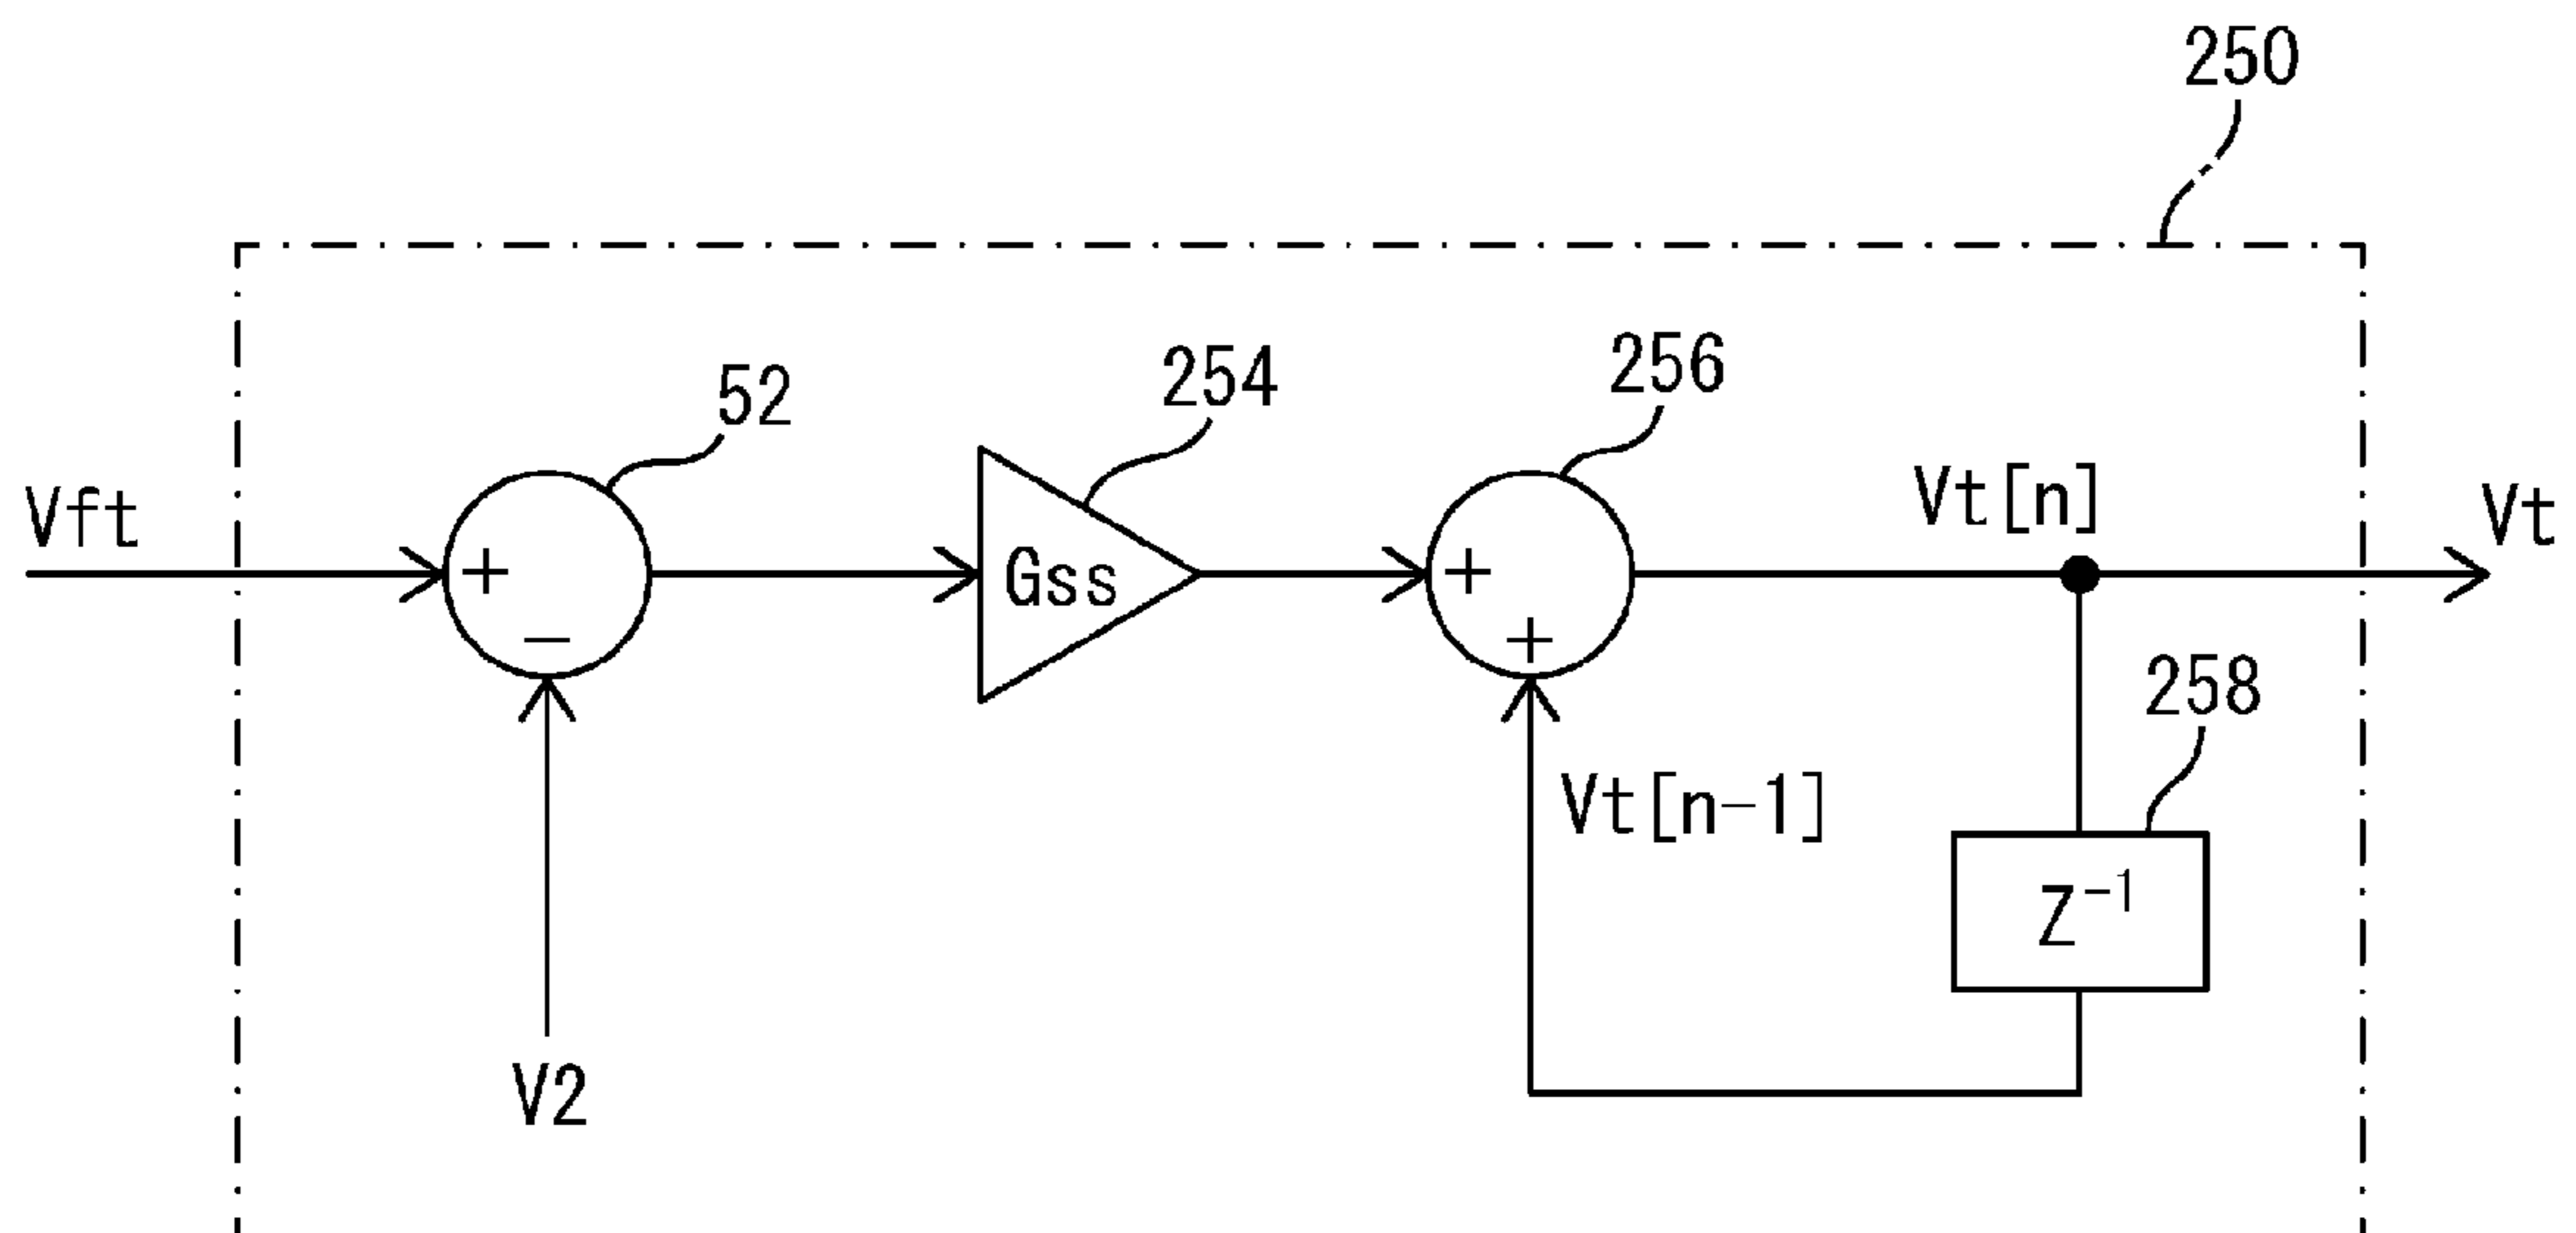 250
52
254
256
Vft
+
−
Gss
+
+
Vt[n]
Vt
258
Vt[n-1]
Z⁻¹
V2